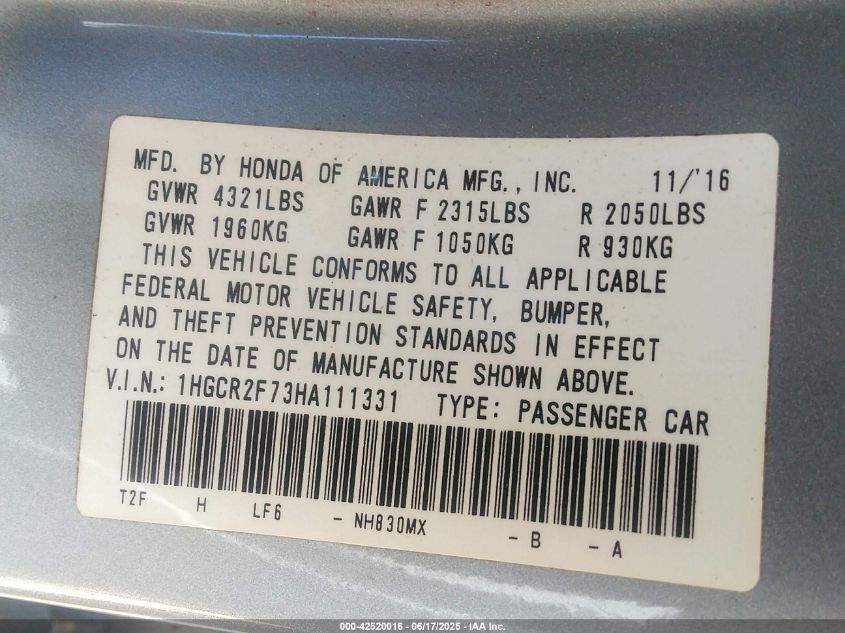 MFD. BY HONDA OF AMERICA MFG., INC. 11/'16
GVWR 4321LBS GAWR F 2315LBS R 2050LBS
GVWR 1960KG GAWR F 1050KG R 930KG
THIS VEHICLE CONFORMS TO ALL APPLICABLE
FEDERAL MOTOR VEHICLE SAFETY, BUMPER,
AND THEFT PREVENTION STANDARDS IN EFFECT
ON THE DATE OF MANUFACTURE SHOWN ABOVE.
V.I.N.: 1HGCR2F73HA111331 TYPE: PASSENGER CAR
T2F H LF6 - NH830MX - B - A
000-42520016 - 06/17/2025 - IAA Inc.